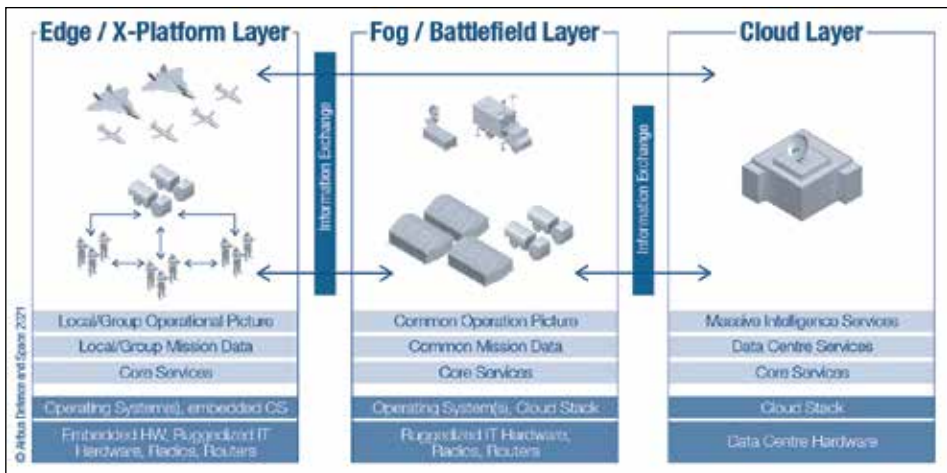 Edge / X-Platform Layer
Information Exchange
Local/Group Operational Picture
Local/Group Mission Data
Core Services
Operating System(s), embedded OS
Embedded HW, Ruggedized IT
Hardware, Radios, Routers
Fog / Battlefield Layer
Common Operation Picture
Common Mission Data
Core Services
Operating System(s), Cloud Stack
Ruggedized IT Hardware,
Radios, Routers
Information Exchange
Cloud Layer
Massive Intelligence Services
Data Centre Services
Core Services
Cloud Stack
Data Centre Hardware
© Airbus Defence and Space 2021